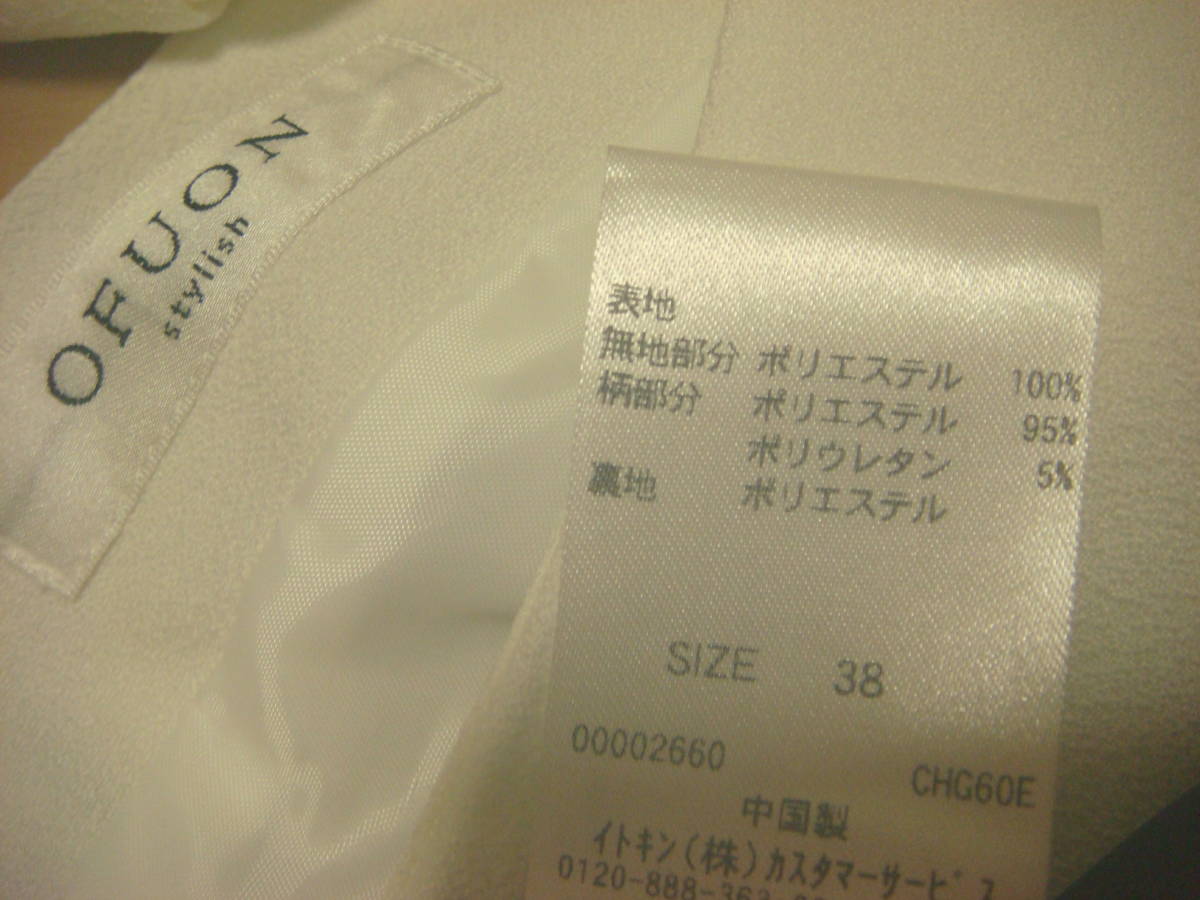 OFUON
stylish
表地
無地部分 ポリエステル 100%
柄部分 ポリエステル 95%
ポリウレタン 5%
裏地 ポリエステル
SIZE 38
00002660 CHG60E
中国製
イトキン(株)カスタマーサービス
0120-888-363